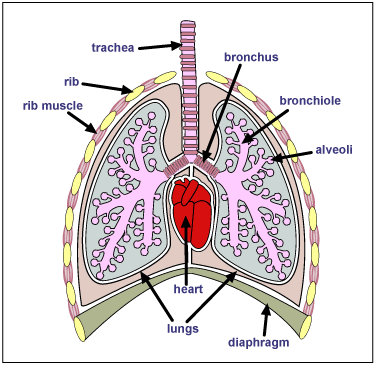 trachea
bronchus
rib
bronchiole
rib muscle
alveoli
heart
lungs
diaphragm